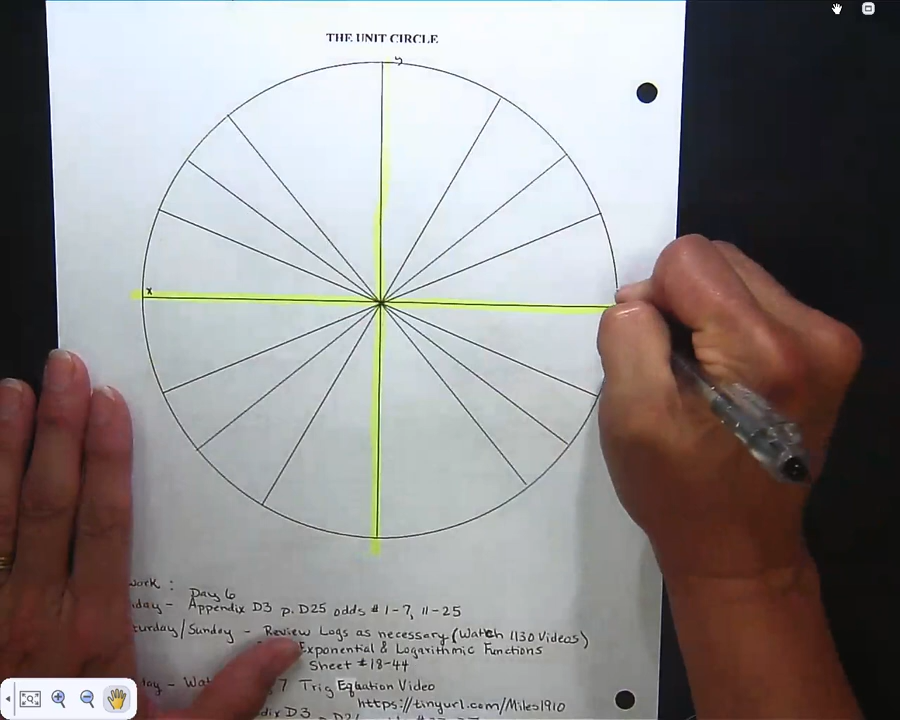 THE UNIT CIRCLE
y
x
work :
Day 6
day - Appendix D3 p. D25 odds # 1-7, 11-25
turday/Sunday - Review Logs as necessary (Watch 1130 Videos)
Exponential & Logarithmic Functions
Sheet #18-44
7 Trig Equation Video
https://tinyurl.com/Miles1910